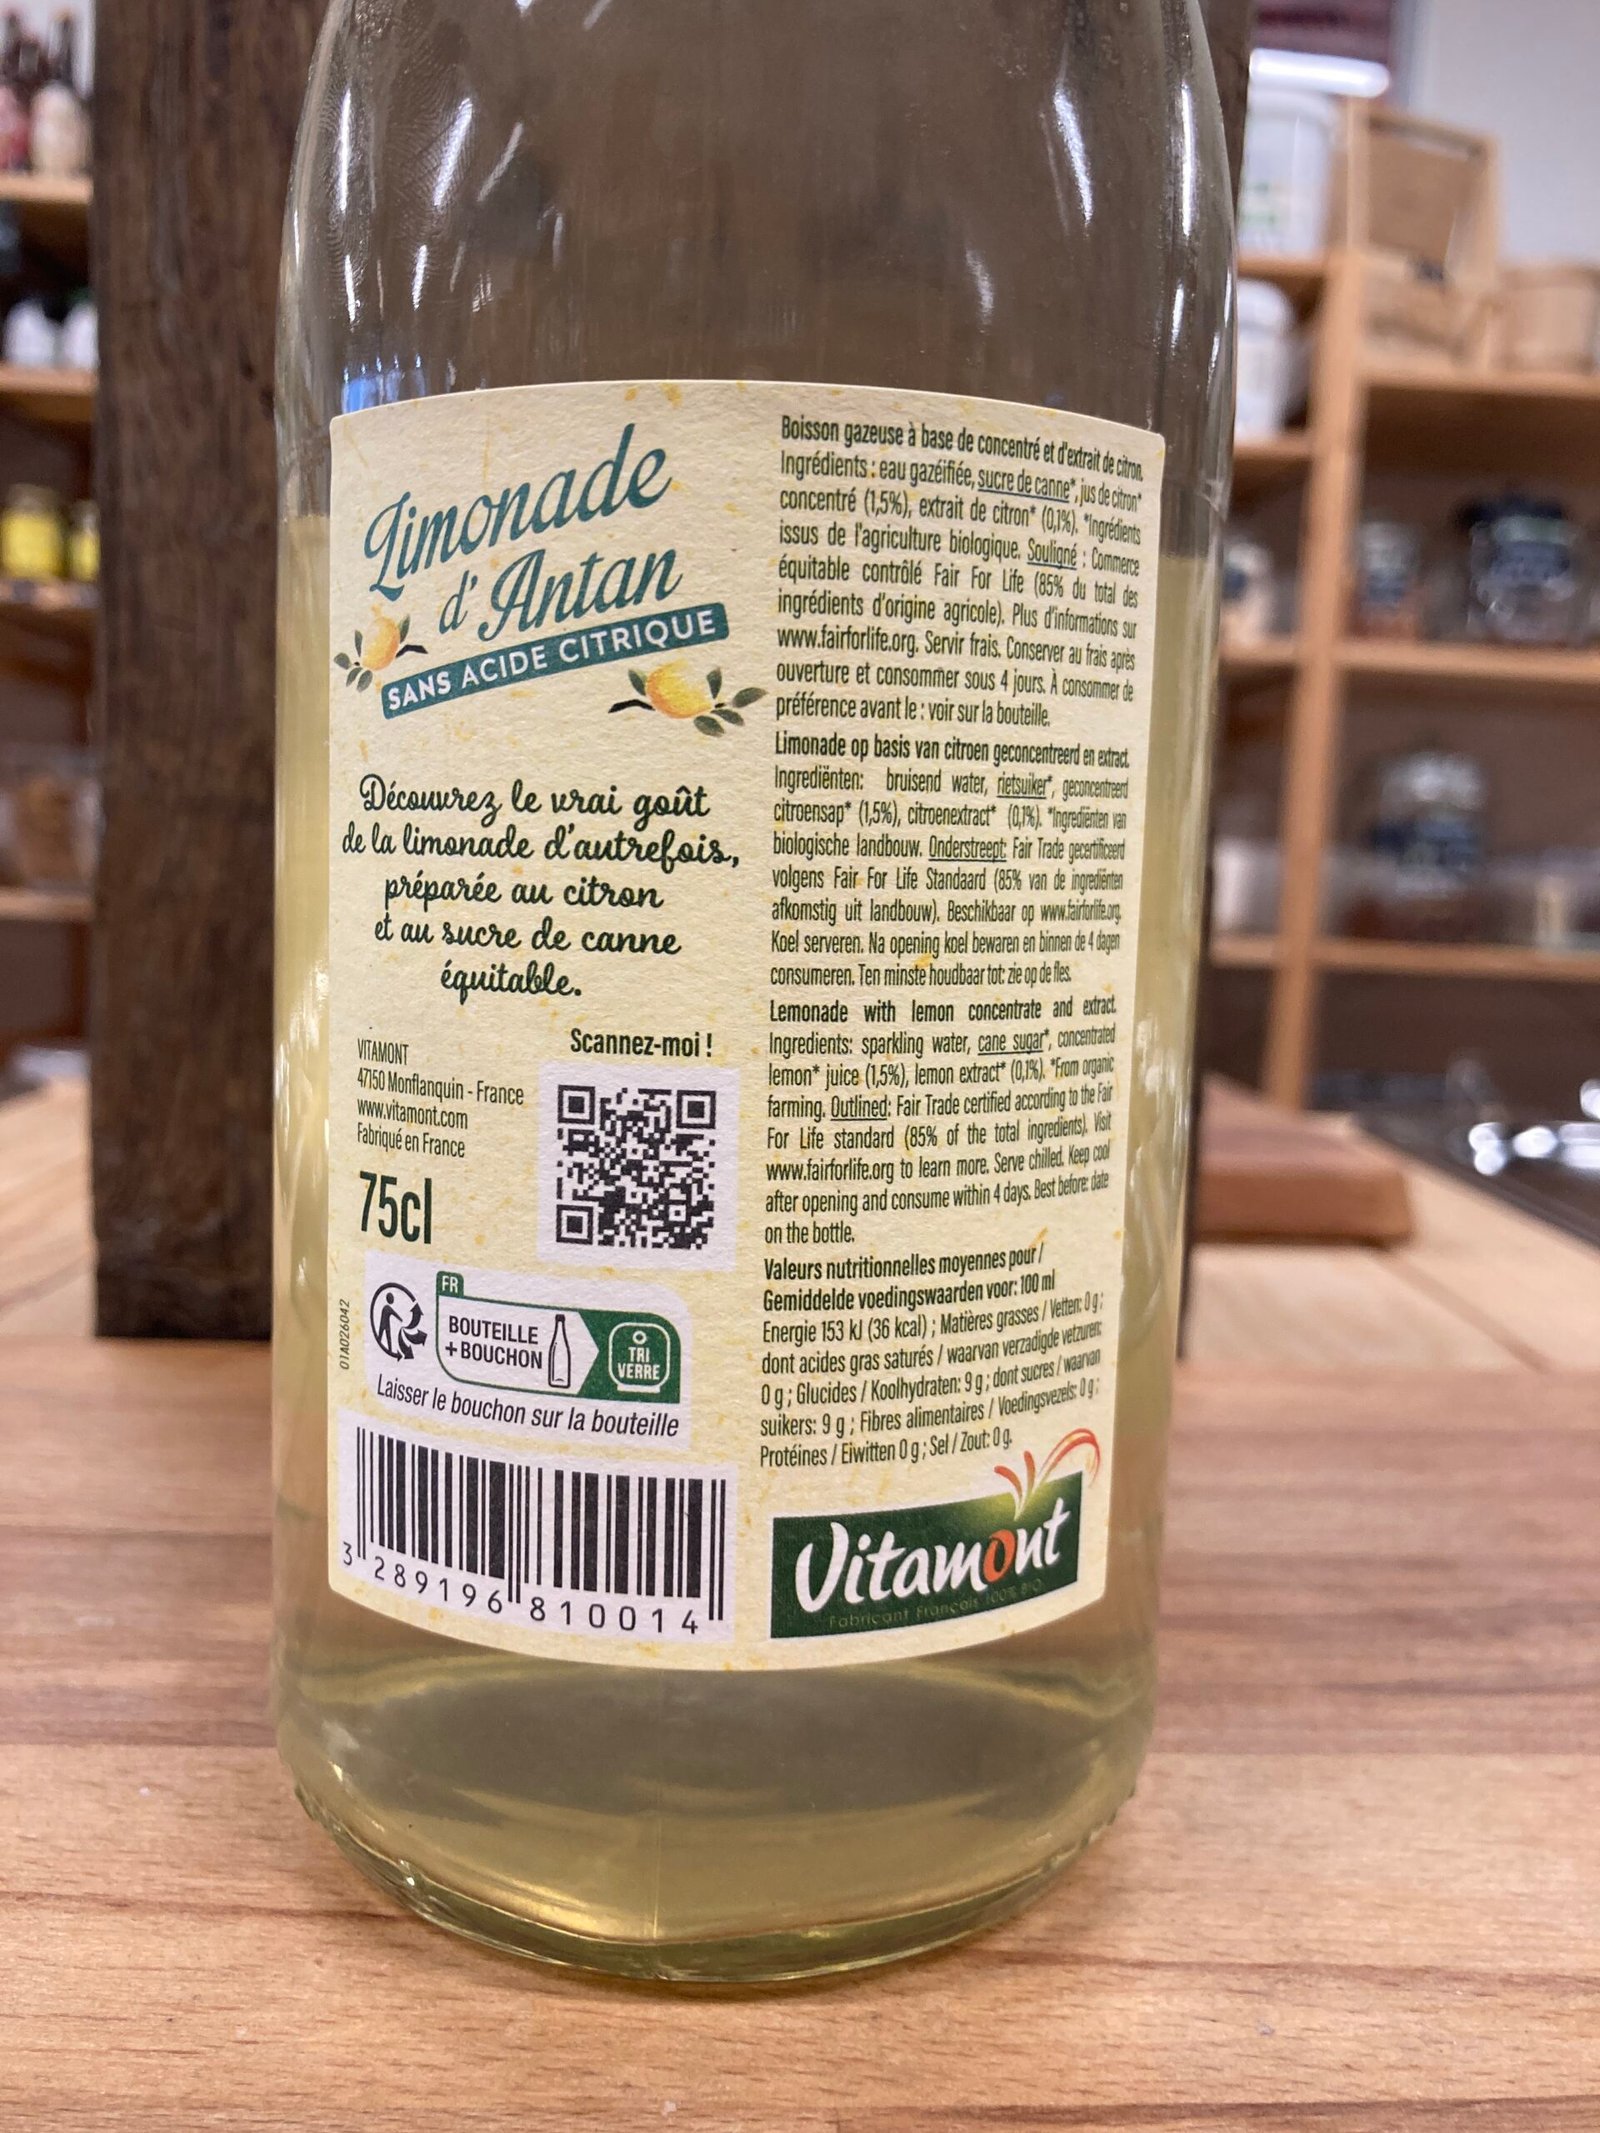 Limonade
d'Antan
SANS ACIDE CITRIQUE
Découvrez le vrai goût
de la limonade d'autrefois,
préparée au citron
et au sucre de canne
équitable.
Scannez-moi !
VITAMONT
47150 Monflanquin - France
www.vitamont.com
Fabriqué en France
75cl
FR
BOUTEILLE
+BOUCHON
TRI
VERRE
Laisser le bouchon sur la bouteille
01A026042
3 289196 810014
Boisson gazeuse à base de concentré et d'extrait de citron.
Ingrédients : eau gazéifiée, sucre de canne*, jus de citron*
concentré (1,5%), extrait de citron* (0,1%). *Ingrédients
issus de l'agriculture biologique. Souligné : Commerce
équitable contrôlé Fair For Life (85% du total des
ingrédients d'origine agricole). Plus d'informations sur
www.fairforlife.org. Servir frais. Conserver au frais après
ouverture et consommer sous 4 jours. À consommer de
préférence avant le : voir sur la bouteille.
Limonade op basis van citroen geconcentreerd en extract.
Ingrediënten: bruisend water, rietsuiker*, geconcentreerd
citroensap* (1,5%), citroenextract* (0,1%). *Ingrediënten van
biologische landbouw. Onderstreept: Fair Trade gecertificeerd
volgens Fair For Life Standaard (85% van de ingrediënten
afkomstig uit landbouw). Beschikbaar op www.fairforlife.org.
Koel serveren. Na opening koel bewaren en binnen de 4 dagen
consumeren. Ten minste houdbaar tot: zie op de fles.
Lemonade with lemon concentrate and extract.
Ingredients: sparkling water, cane sugar*, concentrated
lemon* juice (1,5%), lemon extract* (0,1%). *From organic
farming. Outlined: Fair Trade certified according to the Fair
For Life standard (85% of the total ingredients). Visit
www.fairforlife.org to learn more. Serve chilled. Keep cool
after opening and consume within 4 days. Best before: date
on the bottle.
Valeurs nutritionnelles moyennes pour /
Gemiddelde voedingswaarden voor: 100 ml
Energie 153 kJ (36 kcal) ; Matières grasses / Vetten: 0 g ;
dont acides gras saturés / waarvan verzadigde vetzuren:
0 g ; Glucides / Koolhydraten: 9 g ; dont sucres / waarvan
suikers: 9 g ; Fibres alimentaires / Voedingsvezels: 0 g ;
Protéines / Eiwitten 0 g ; Sel / Zout: 0 g.
Vitamont
Fabricant Français 100% BIO